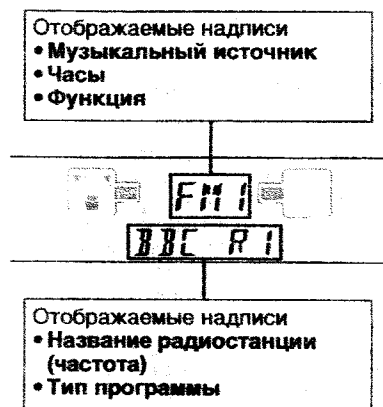 Отображаемые надписи
• Музыкальный источник
• Часы
• Функция
FM1
BBC R1
Отображаемые надписи
• Название радиостанции
(частота)
• Тип программы